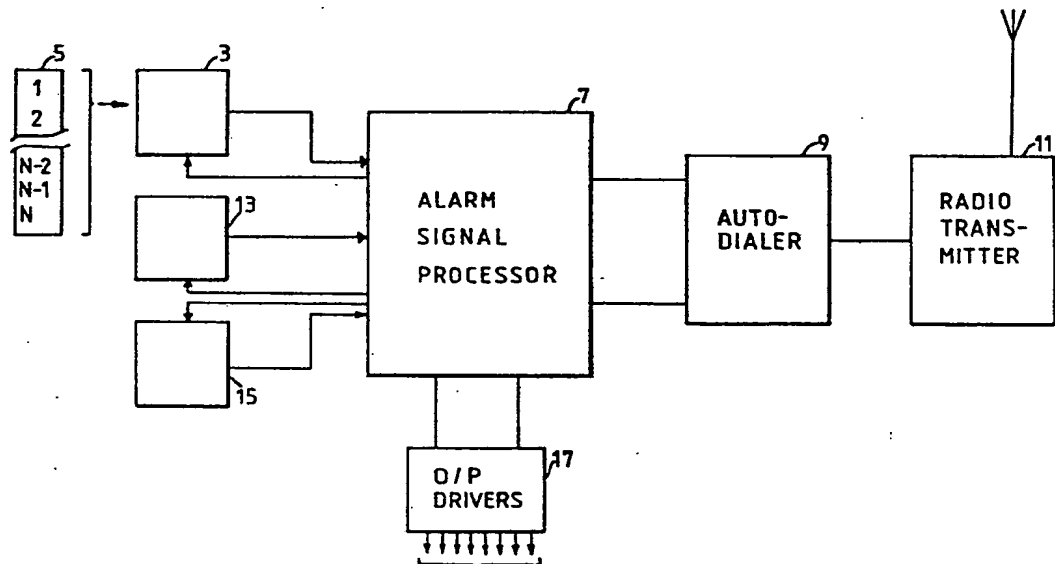 5
1
2
N-2
N-1
N
3
13
15
7
ALARM
SIGNAL
PROCESSOR
9
AUTO-
DIALER
11
RADIO
TRANS-
MITTER
17
O/P
DRIVERS